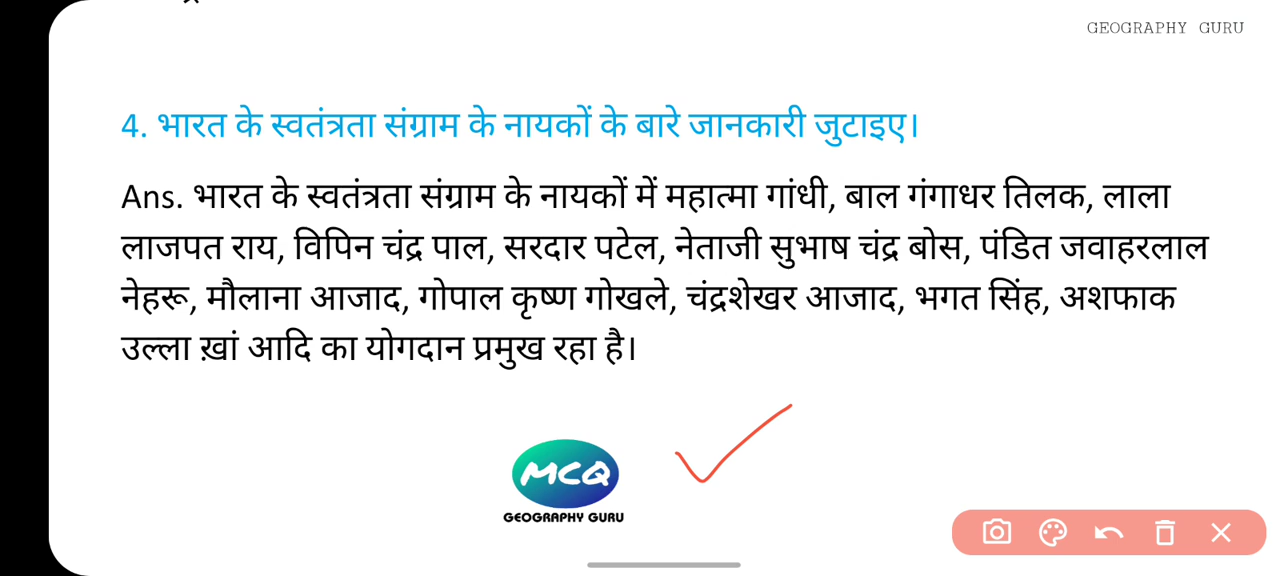 GEOGRAPHY GURU
4. भारत के स्वतंत्रता संग्राम के नायकों के बारे जानकारी जुटाइए।
Ans. भारत के स्वतंत्रता संग्राम के नायकों में महात्मा गांधी, बाल गंगाधर तिलक, लाला
लाजपत राय, विपिन चंद्र पाल, सरदार पटेल, नेताजी सुभाष चंद्र बोस, पंडित जवाहरलाल
नेहरू, मौलाना आजाद, गोपाल कृष्ण गोखले, चंद्रशेखर आजाद, भगत सिंह, अशफाक
उल्ला ख़ां आदि का योगदान प्रमुख रहा है।
MCQ
GEOGRAPHY GURU